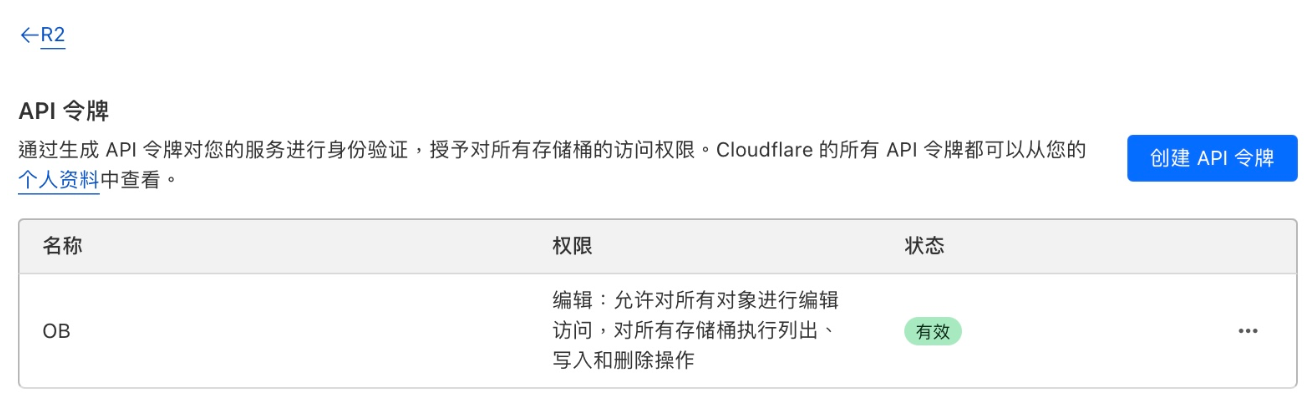 ←R2
API 令牌
通过生成 API 令牌对您的服务进行身份验证，授予对所有存储桶的访问权限。Cloudflare 的所有 API 令牌都可以从您的
个人资料中查看。
创建 API 令牌
名称 权限 状态
编辑：允许对所有对象进行编辑
访问，对所有存储桶执行列出、
写入和删除操作
OB
有效